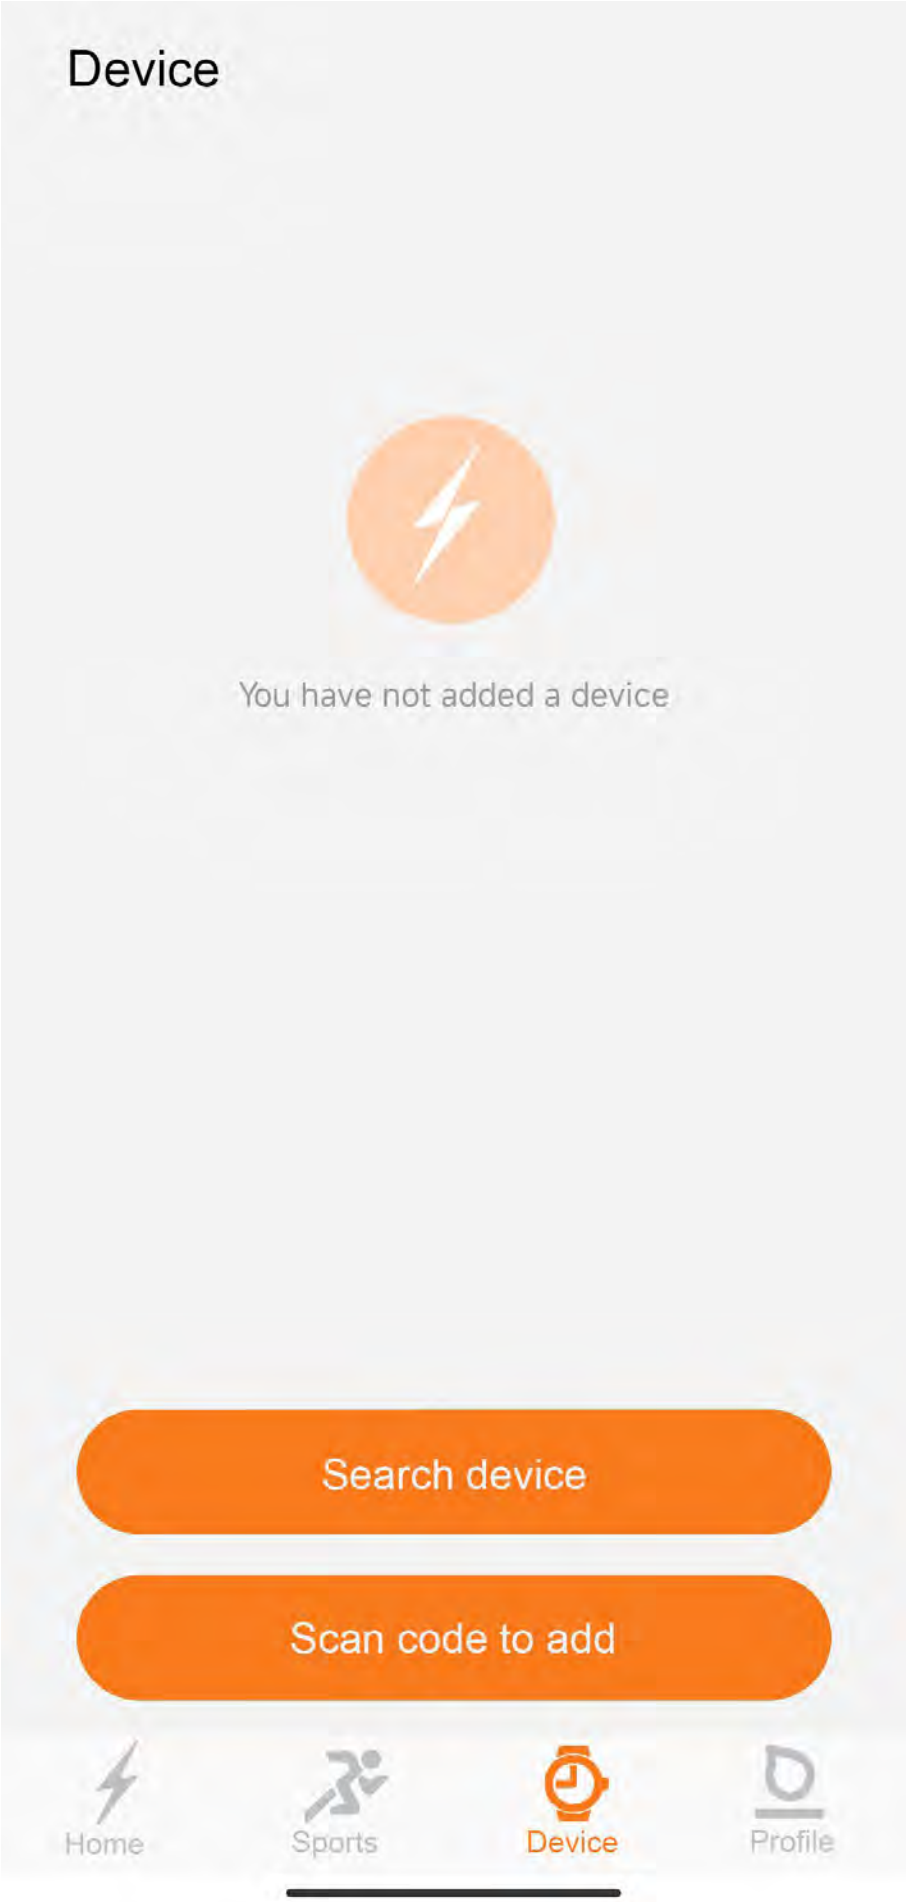 Device
You have not added a device
Search device
Scan code to add
Home Sports Device Profile